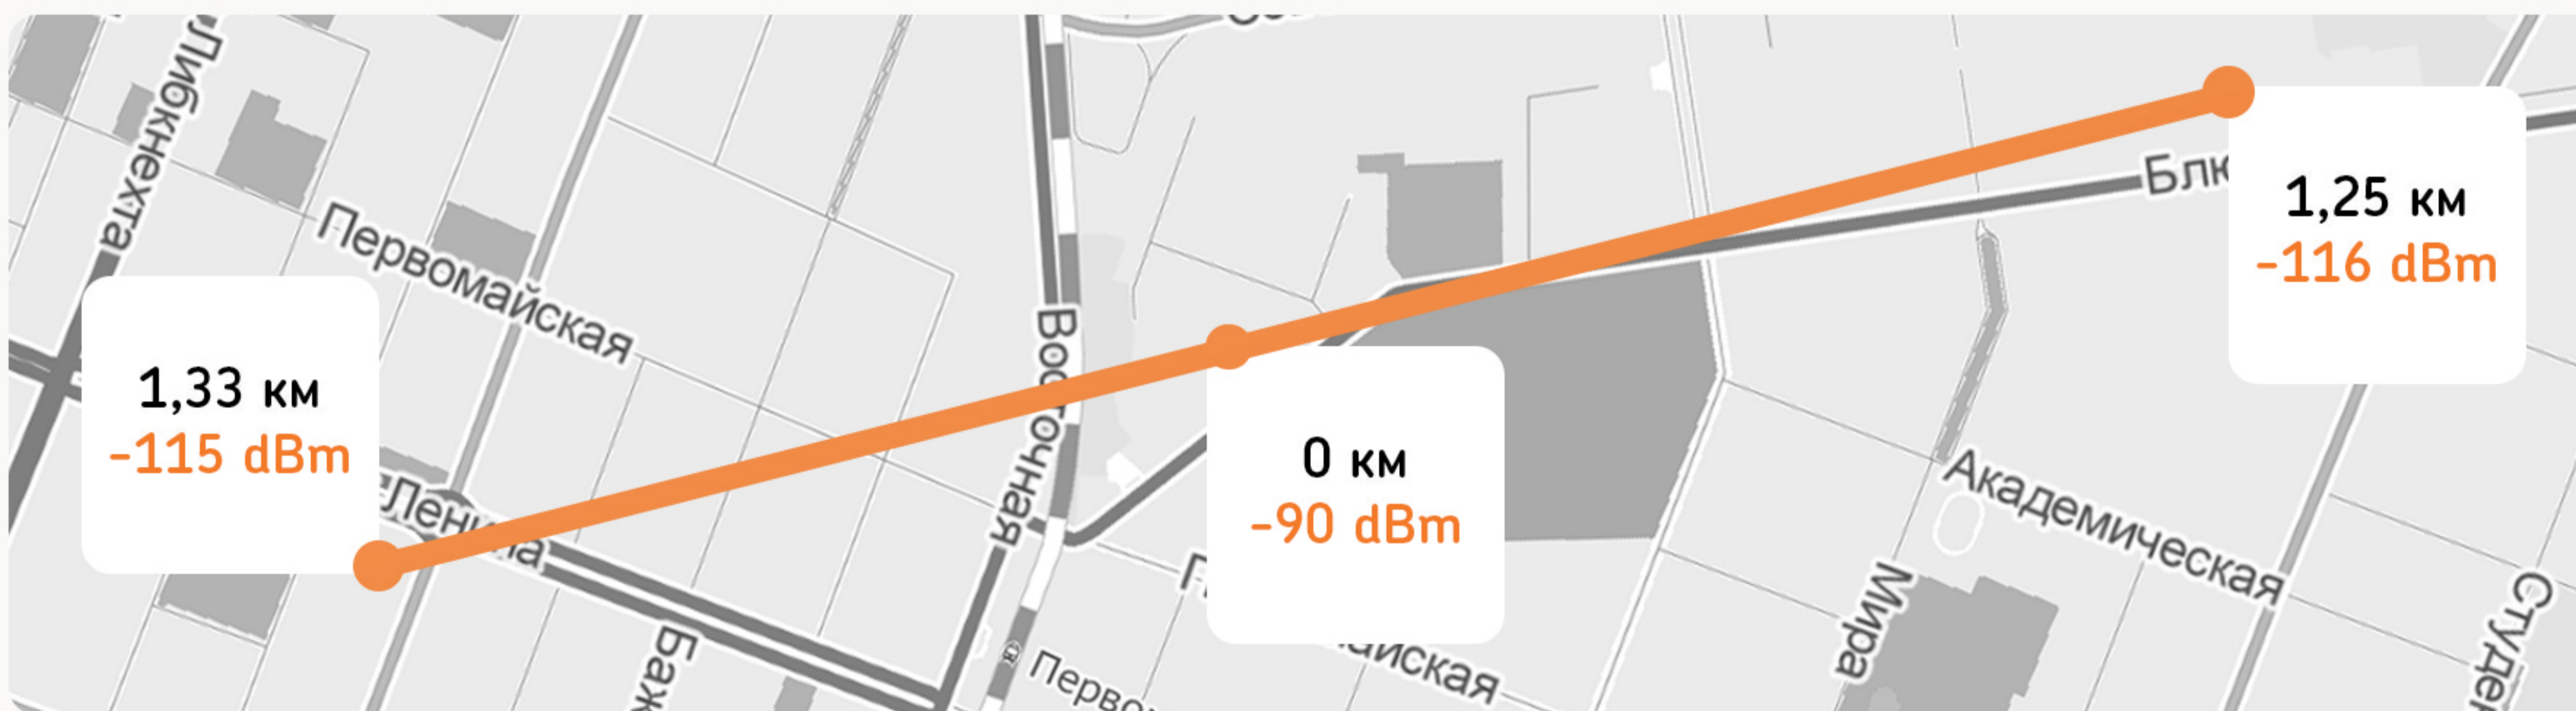 Либкнехта
Первомайская
Восточная
1,25 км
-116 dBm
1,33 км
-115 dBm
0 км
-90 dBm
Ленина
Академическая
Мира